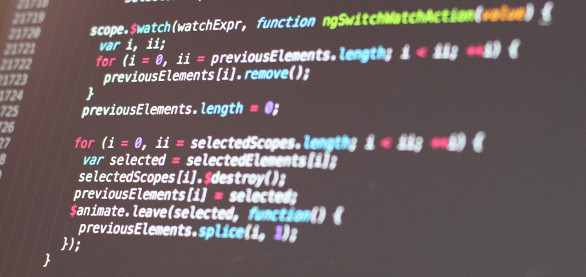 21719
21720 scope.$watch(watchExpr, function ngSwitchWatchAction(value) {
21721 var i, ii;
21722 for (i = 0, ii = previousElements.length; i < ii; ++i) {
21723 previousElements[i].remove();
1724 }
725 previousElements.length = 0;
26
27 for (i = 0, ii = selectedScopes.length; i < ii; ++i) {
8 var selected = selectedElements[i];
selectedScopes[i].$destroy();
previousElements[i] = selected;
$animate.leave(selected, function() {
previousElements.splice(i, 1);
});
}